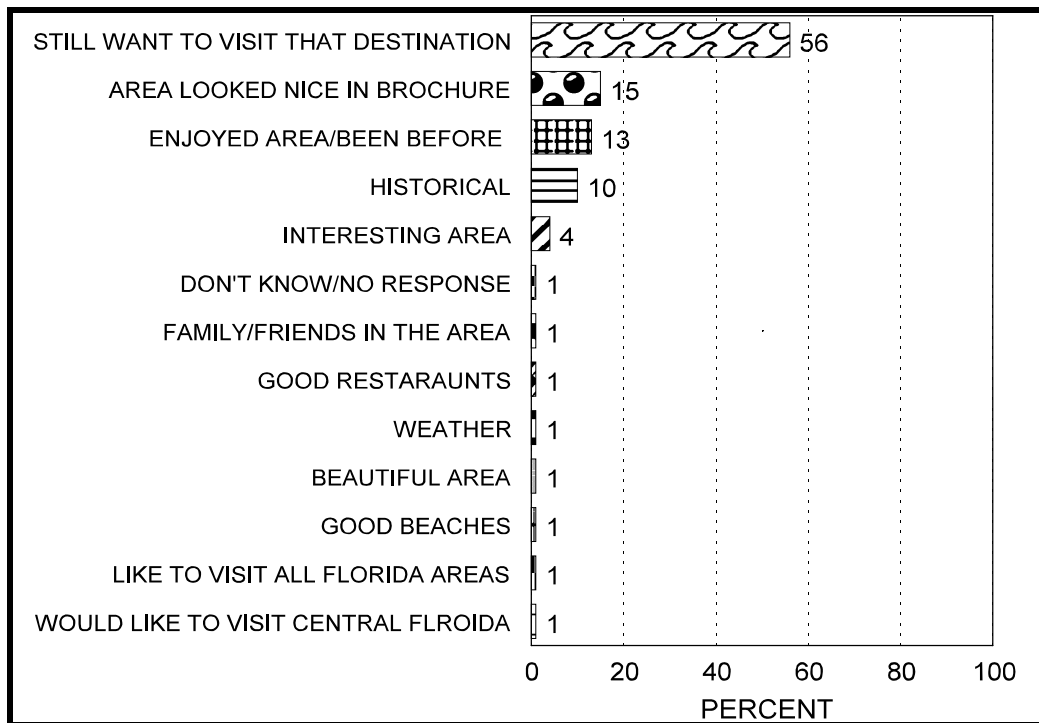 STILL WANT TO VISIT THAT DESTINATION 56
AREA LOOKED NICE IN BROCHURE 15
ENJOYED AREA/BEEN BEFORE 13
HISTORICAL 10
INTERESTING AREA 4
DON'T KNOW/NO RESPONSE 1
FAMILY/FRIENDS IN THE AREA 1
GOOD RESTARAUNTS 1
WEATHER 1
BEAUTIFUL AREA 1
GOOD BEACHES 1
LIKE TO VISIT ALL FLORIDA AREAS 1
WOULD LIKE TO VISIT CENTRAL FLROIDA 1
0 20 40 60 80 100
PERCENT